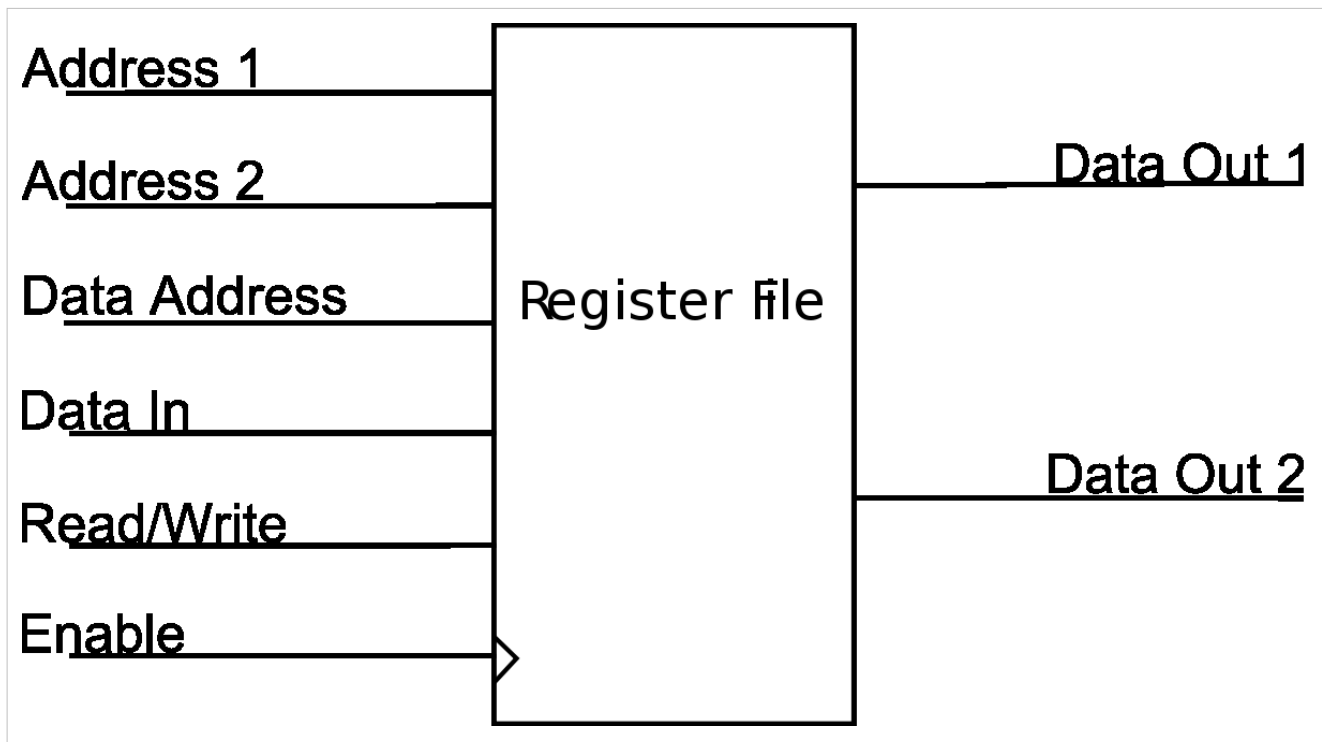 Address 1
Address 2
Data Address
Data In
Read/Write
Enable
Register File
Data Out 1
Data Out 2